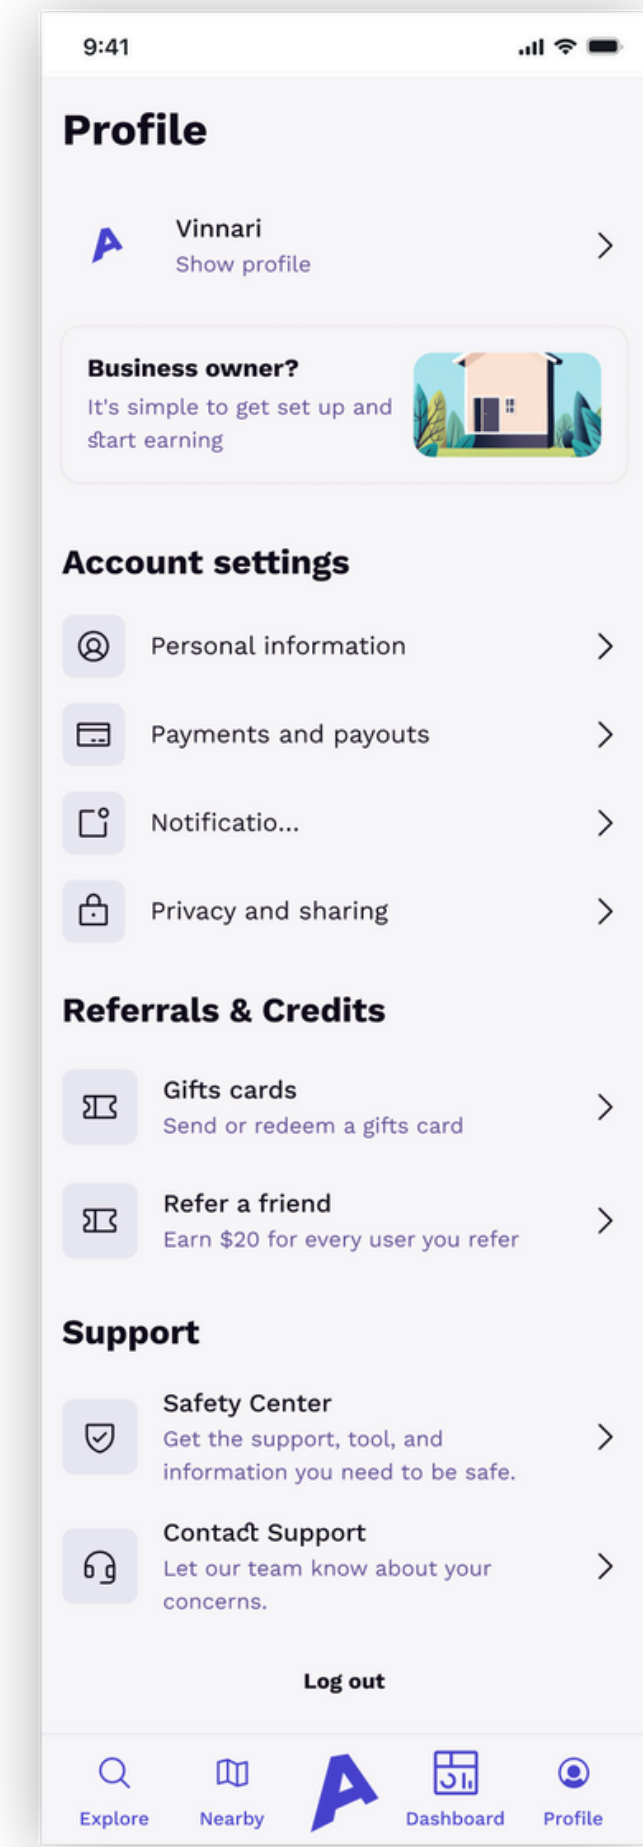 9:41
Profile
Vinnari
Show profile
Business owner?
It's simple to get set up and
start earning
Account settings
Personal information
Payments and payouts
Notificatio...
Privacy and sharing
Referrals & Credits
Gifts cards
Send or redeem a gifts card
Refer a friend
Earn $20 for every user you refer
Support
Safety Center
Get the support, tool, and
information you need to be safe.
Contact Support
Let our team know about your
concerns.
Log out
Explore
Nearby
A
Dashboard
Profile